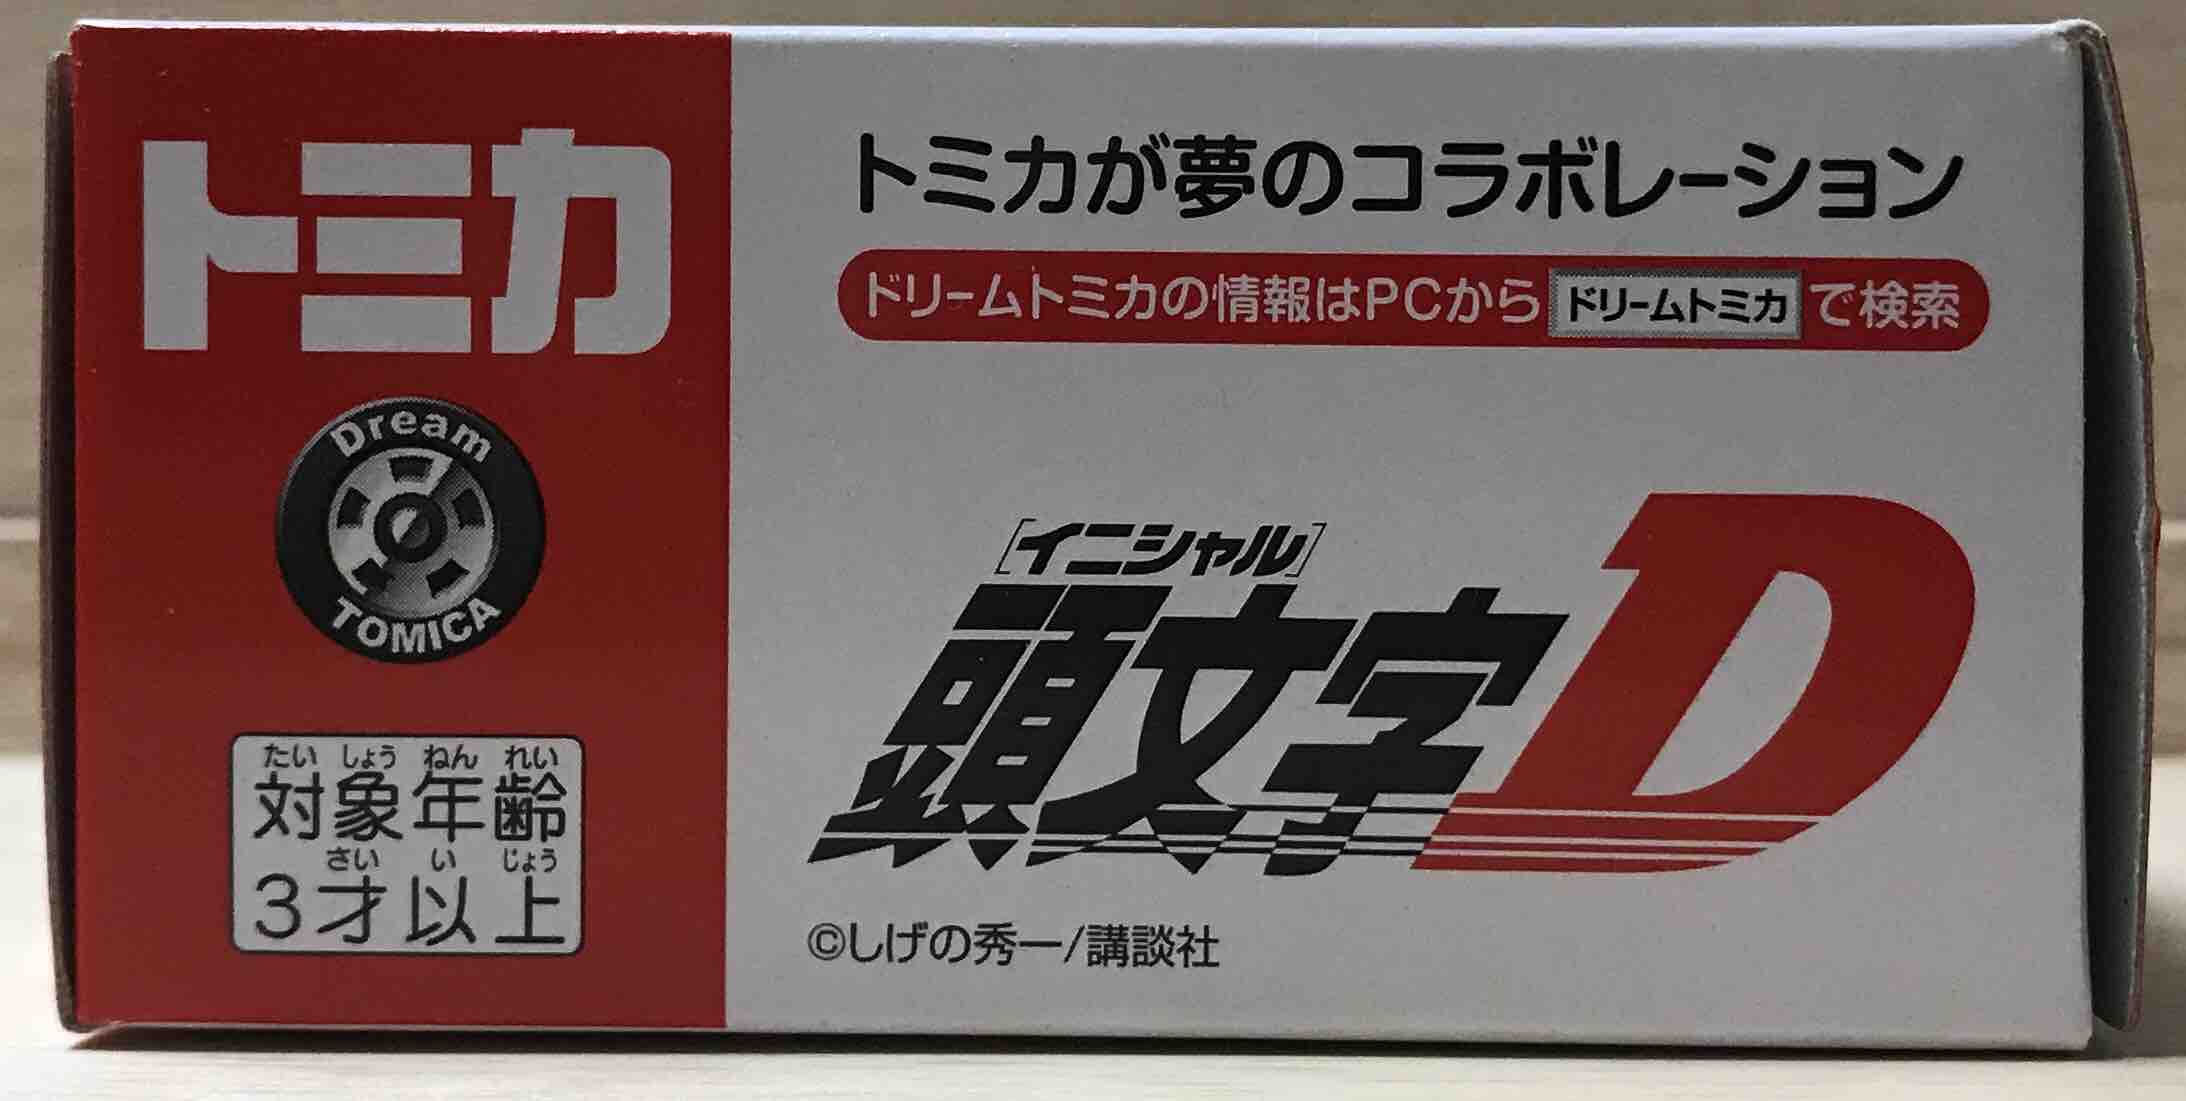 トミカ
Dream
TOMICA
たいしょうねんれい
対象年齢
さいいじょう
3才以上
トミカが夢のコラボレーション
ドリームトミカの情報はPCから ドリームトミカ で検索
[イニシャル]
頭文字D
©しげの秀一/講談社